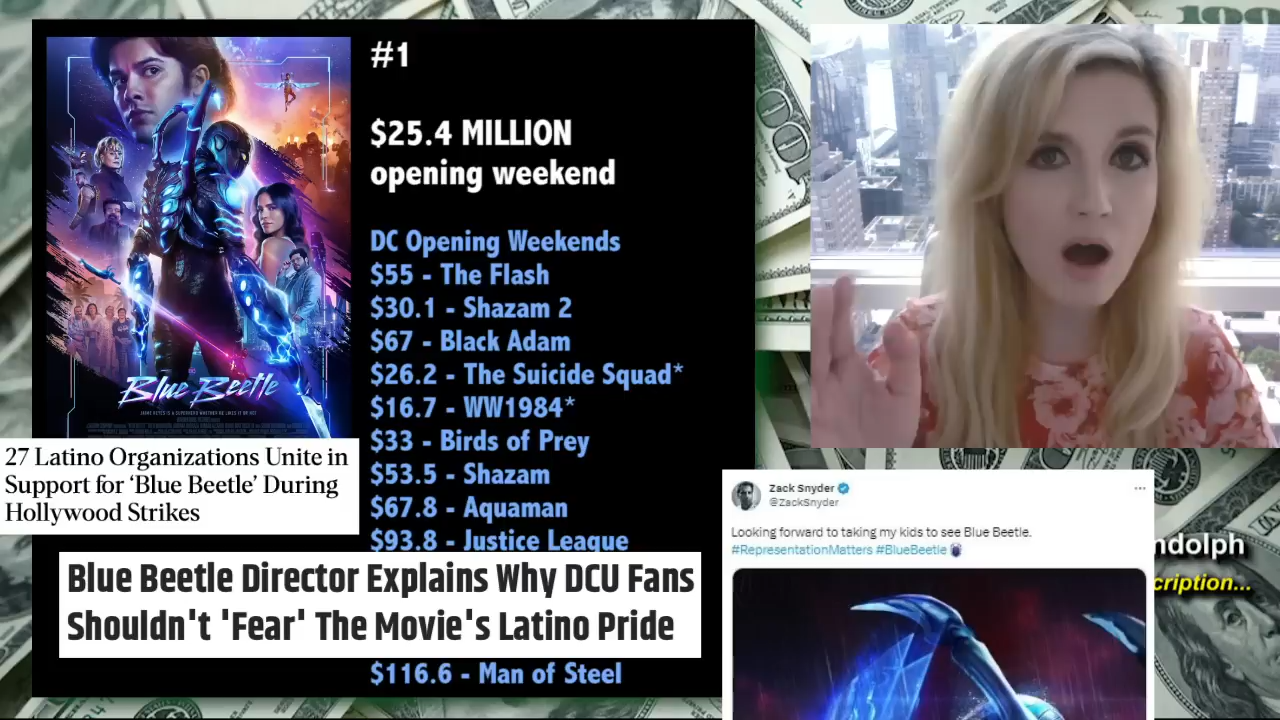 #1
$25.4 MILLION
opening weekend
DC Opening Weekends
$55 - The Flash
$30.1 - Shazam 2
$67 - Black Adam
$26.2 - The Suicide Squad*
$16.7 - WW1984*
$33 - Birds of Prey
$53.5 - Shazam
$67.8 - Aquaman
$93.8 - Justice League
$116.6 - Man of Steel
Blue Beetle
27 Latino Organizations Unite in
Support for ‘Blue Beetle’ During
Hollywood Strikes
Blue Beetle Director Explains Why DCU Fans
Shouldn't 'Fear' The Movie's Latino Pride
Zack Snyder
@ZackSnyder
Looking forward to taking my kids to see Blue Beetle.
#RepresentationMatters #BlueBeetle
ndolph
cription...
100
100